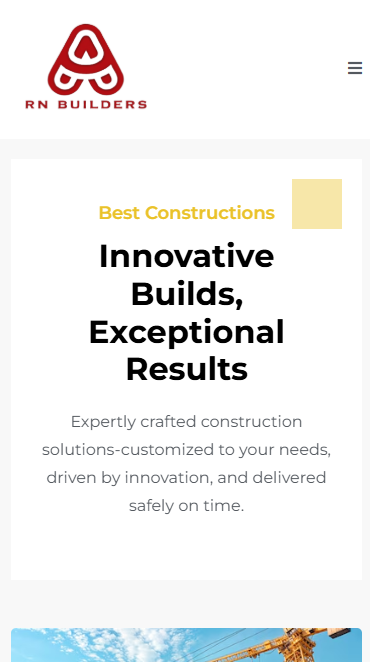 RN BUILDERS
Best Constructions
Innovative
Builds,
Exceptional
Results
Expertly crafted construction
solutions-customized to your needs,
driven by innovation, and delivered
safely on time.